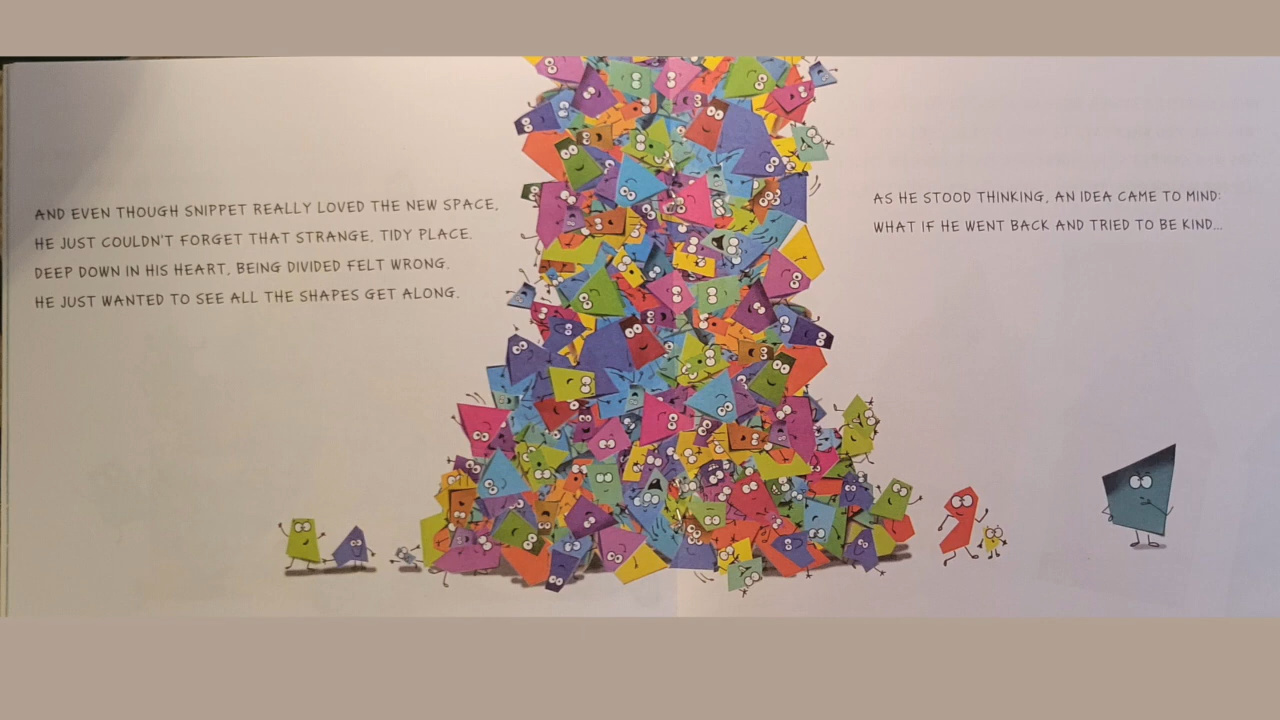 AND EVEN THOUGH SNIPPET REALLY LOVED THE NEW SPACE,
HE JUST COULDN'T FORGET THAT STRANGE, TIDY PLACE.
DEEP DOWN IN HIS HEART, BEING DIVIDED FELT WRONG.
HE JUST WANTED TO SEE ALL THE SHAPES GET ALONG.
AS HE STOOD THINKING, AN IDEA CAME TO MIND:
WHAT IF HE WENT BACK AND TRIED TO BE KIND...